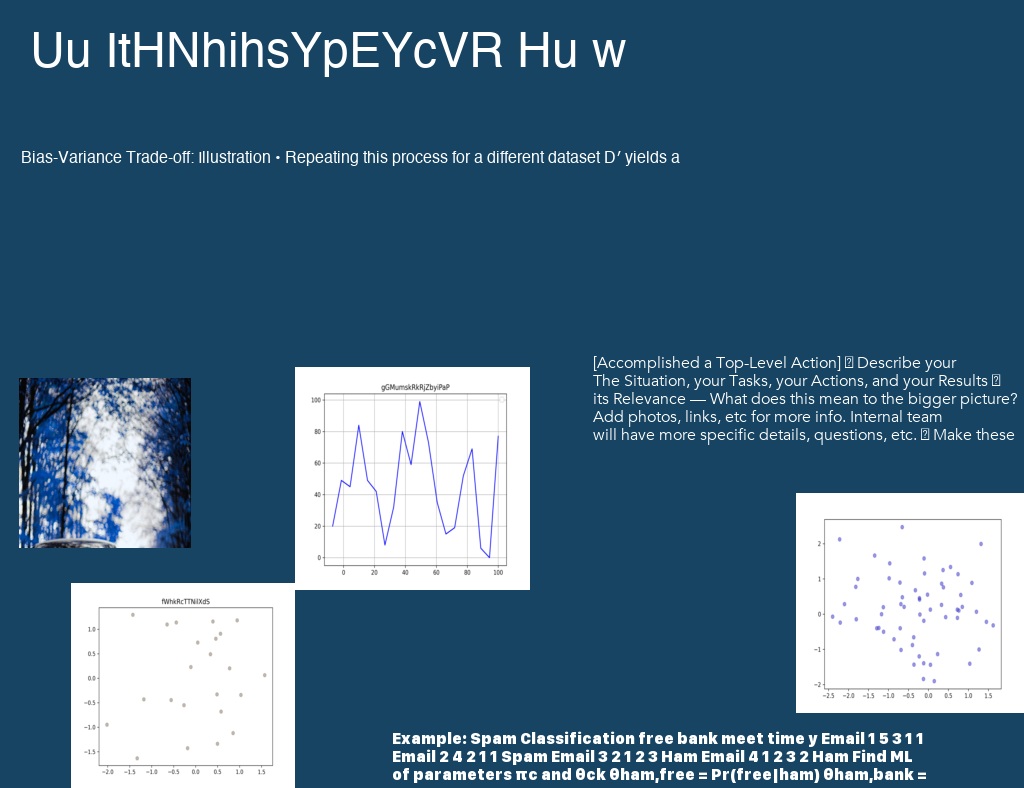 Uu ItHNhihsYpEYcVR Hu w
Bias-Variance Trade-off: Illustration • Repeating this process for a different dataset D′ yields a
[Accomplished a Top-Level Action] Describe your
The Situation, your Tasks, your Actions, and your Results
its Relevance — What does this mean to the bigger picture?
Add photos, links, etc for more info. Internal team
will have more specific details, questions, etc. Make these
gGMumskRkRjZbyiPaP
100
80
60
40
20
0
0 20 40 60 80 100
2
1
0
−1
−2
−2.5 −2.0 −1.5 −1.0 −0.5 0.0 0.5 1.0 1.5
fWhkRcTTNiIXdS
1.0
0.5
0.0
−0.5
−1.0
−1.5
−2.0 −1.5 −1.0 −0.5 0.0 0.5 1.0 1.5
Example: Spam Classification free bank meet time y Email 1 5 3 1 1
Email 2 4 2 1 1 Spam Email 3 2 1 2 3 Ham Email 4 1 2 3 2 Ham Find ML
of parameters πc and θck θham,free = Pr(free|ham) θham,bank =